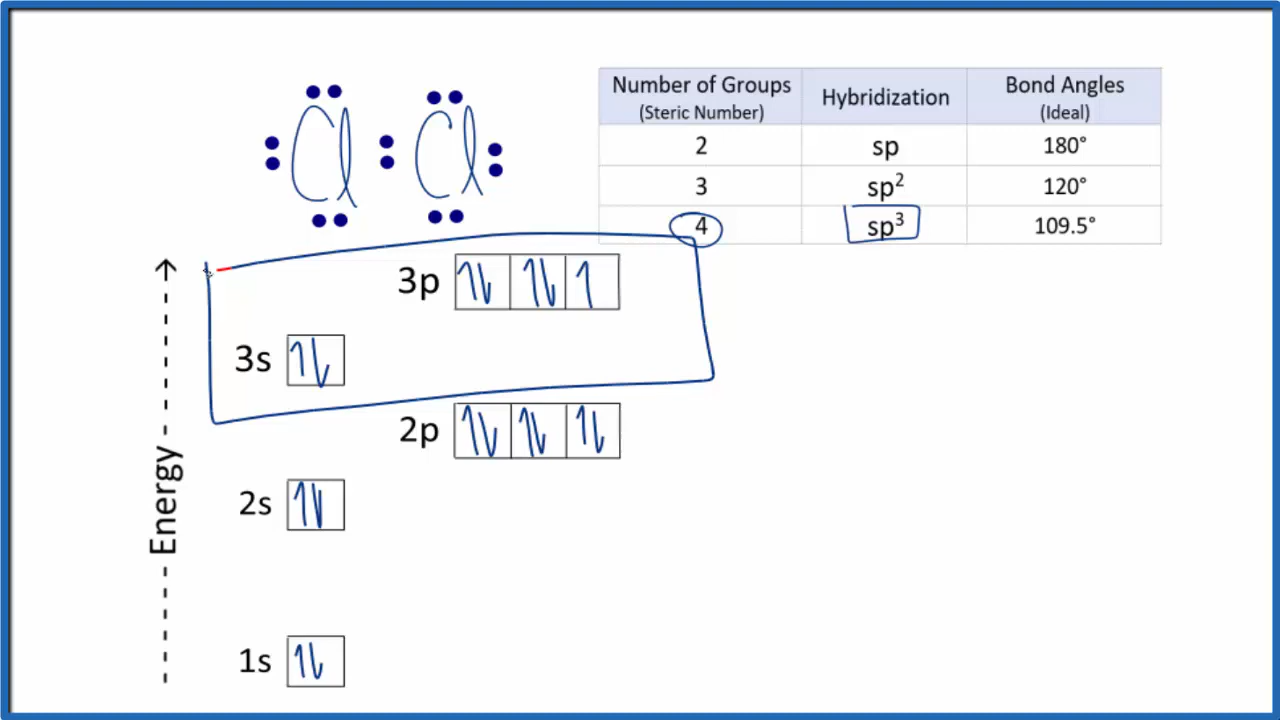 Cl Cl
Number of Groups Hybridization Bond Angles
(Steric Number) (Ideal)
2 sp 180°
3 sp² 120°
4 sp³ 109.5°
3p
3s
2p
2s
1s
Energy